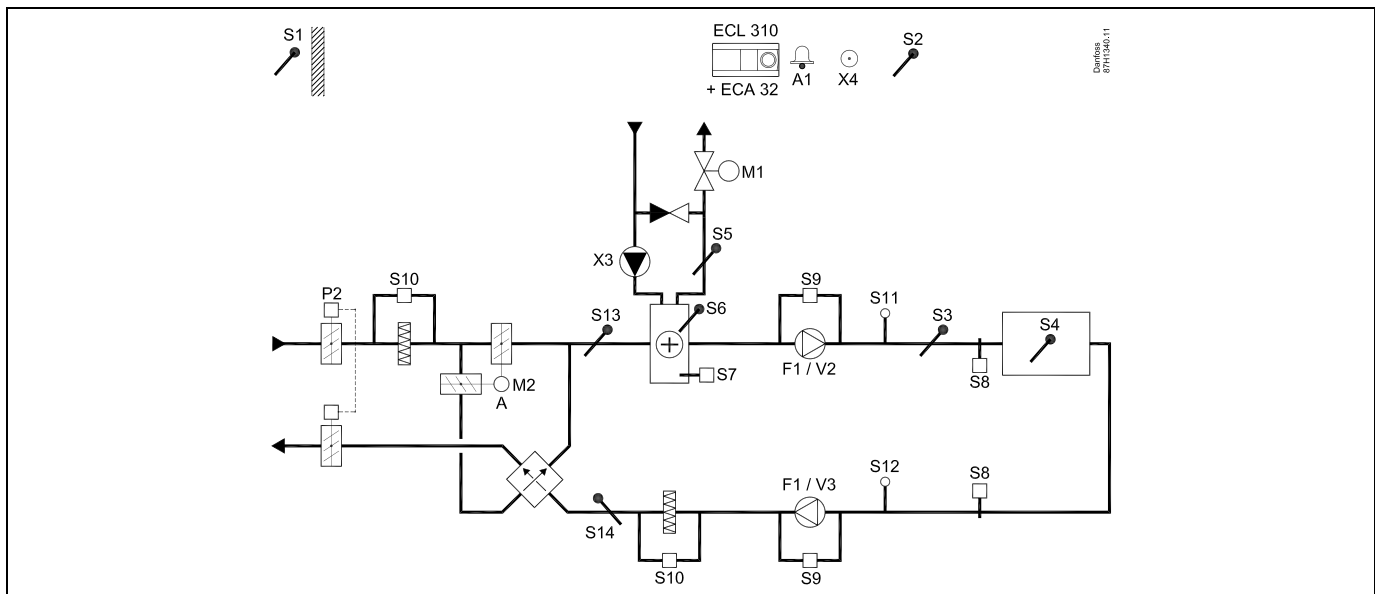 S1
ECL 310
+ ECA 32
A1
X4
S2
Danfoss
87H1340.11
M1
S5
X3
S10
P2
S13
S6
S9
S11
S3
S4
S7
F1 / V2
S8
M2
A
S14
S10
F1 / V3
S9
S12
S8